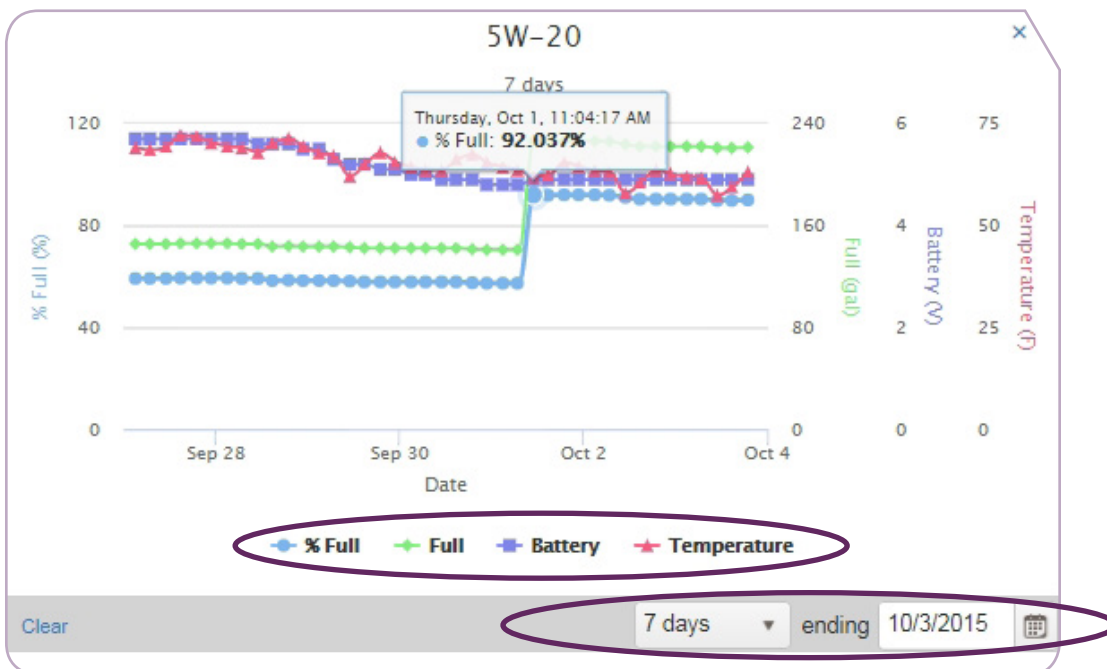 5W-20
×
7 days
Thursday, Oct 1, 11:04:17 AM
% Full: 92.037%
120
80
40
0
% Full (%)
240
160
80
0
Full (gal)
6
4
2
0
Battery (V)
75
50
25
0
Temperature (F)
Sep 28
Sep 30
Oct 2
Oct 4
Date
% Full Full Battery Temperature
Clear 7 days ending 10/3/2015